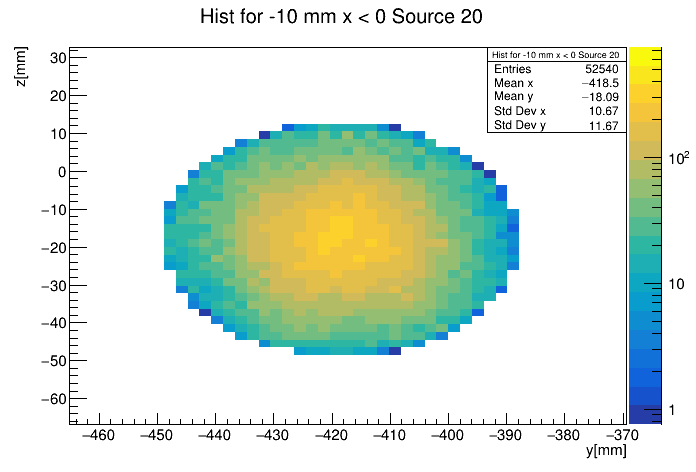 Hist for -10 mm x < 0 Source 20
z[mm]
Hist for -10 mm x < 0 Source 20
Entries 52540
Mean x −418.5
Mean y −18.09
Std Dev x 10.67
Std Dev y 11.67
30
20
10
0
−10
−20
−30
−40
−50
−60
10²
10
1
−460 −450 −440 −430 −420 −410 −400 −390 −380 −370
y[mm]